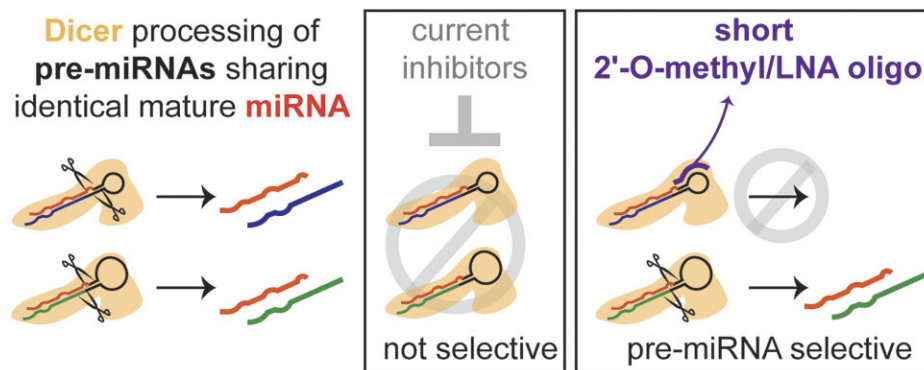 Dicer processing of
pre-miRNAs sharing
identical mature miRNA
current
inhibitors
not selective
short
2'-O-methyl/LNA oligo
pre-miRNA selective